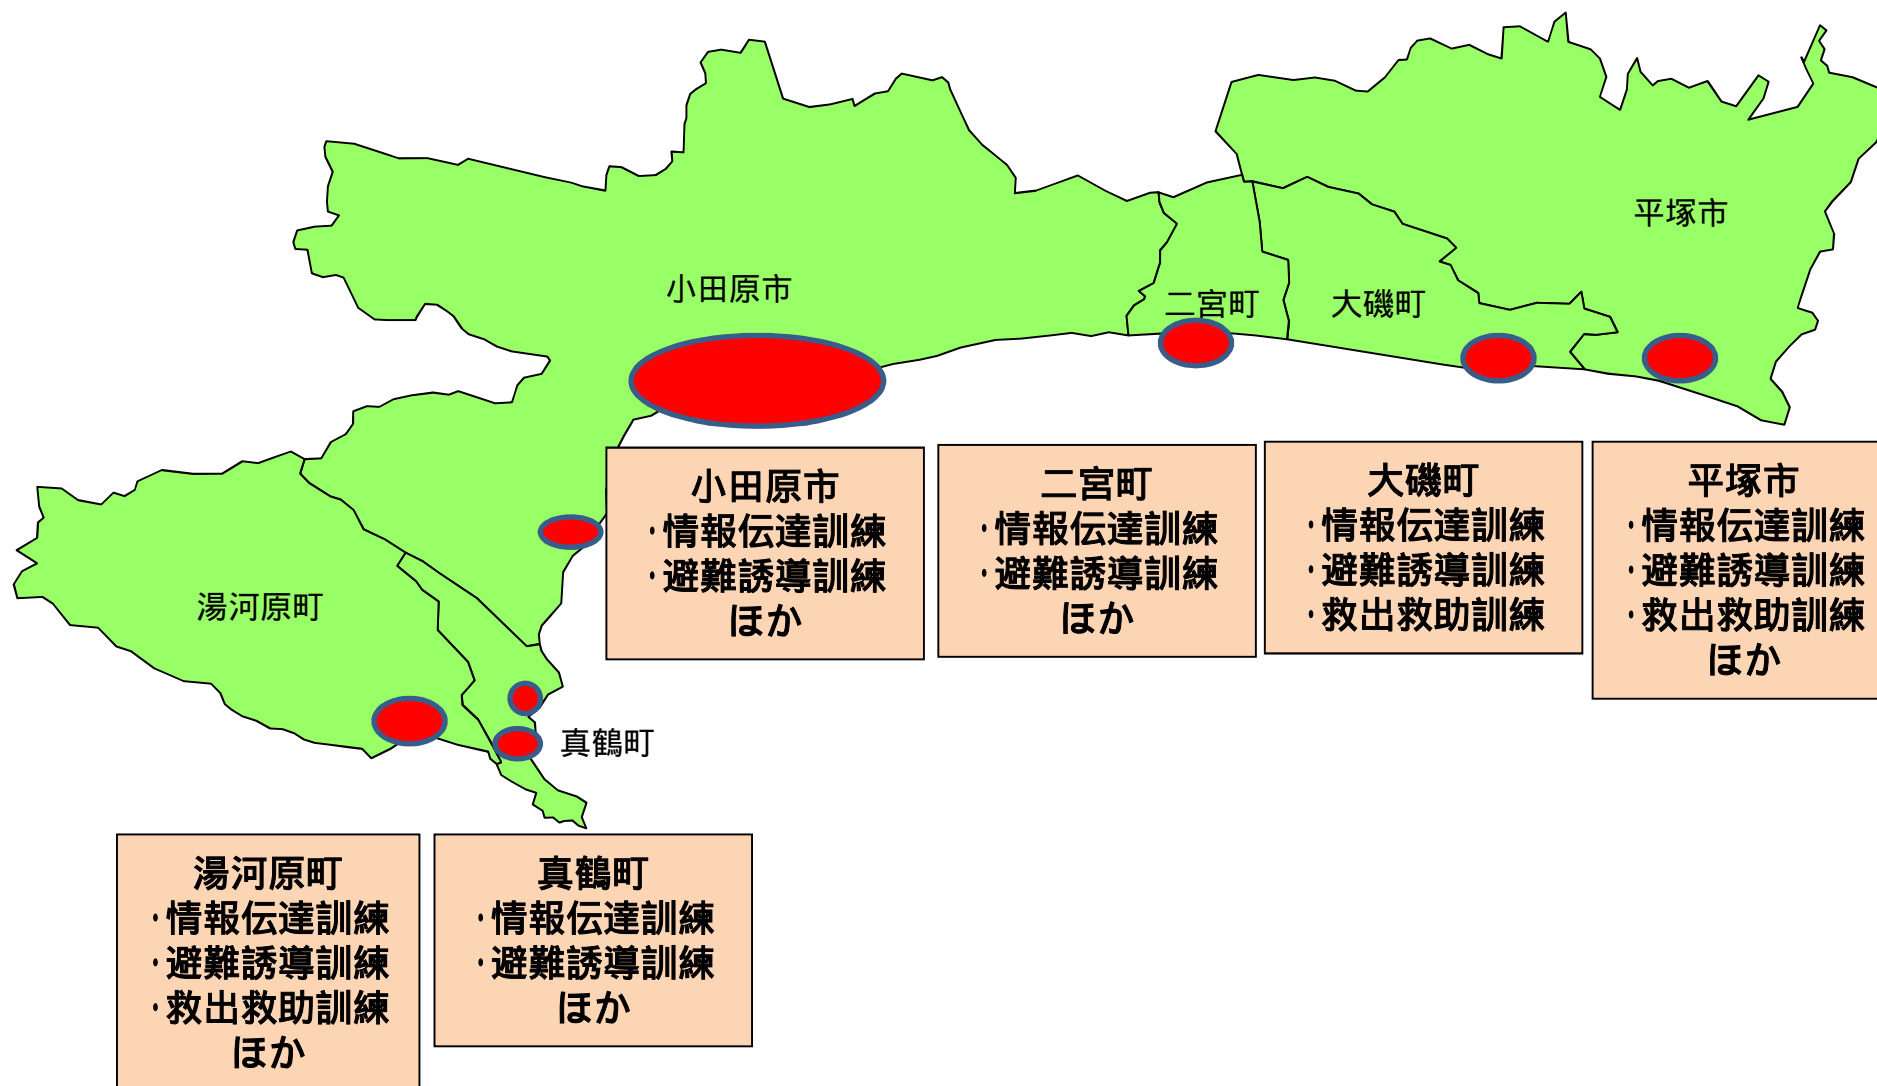 平塚市
小田原市
二宮町
大磯町
湯河原町
真鶴町
小田原市
・情報伝達訓練
・避難誘導訓練
ほか
二宮町
・情報伝達訓練
・避難誘導訓練
ほか
大磯町
・情報伝達訓練
・避難誘導訓練
・救出救助訓練
平塚市
・情報伝達訓練
・避難誘導訓練
・救出救助訓練
ほか
湯河原町
・情報伝達訓練
・避難誘導訓練
・救出救助訓練
ほか
真鶴町
・情報伝達訓練
・避難誘導訓練
ほか